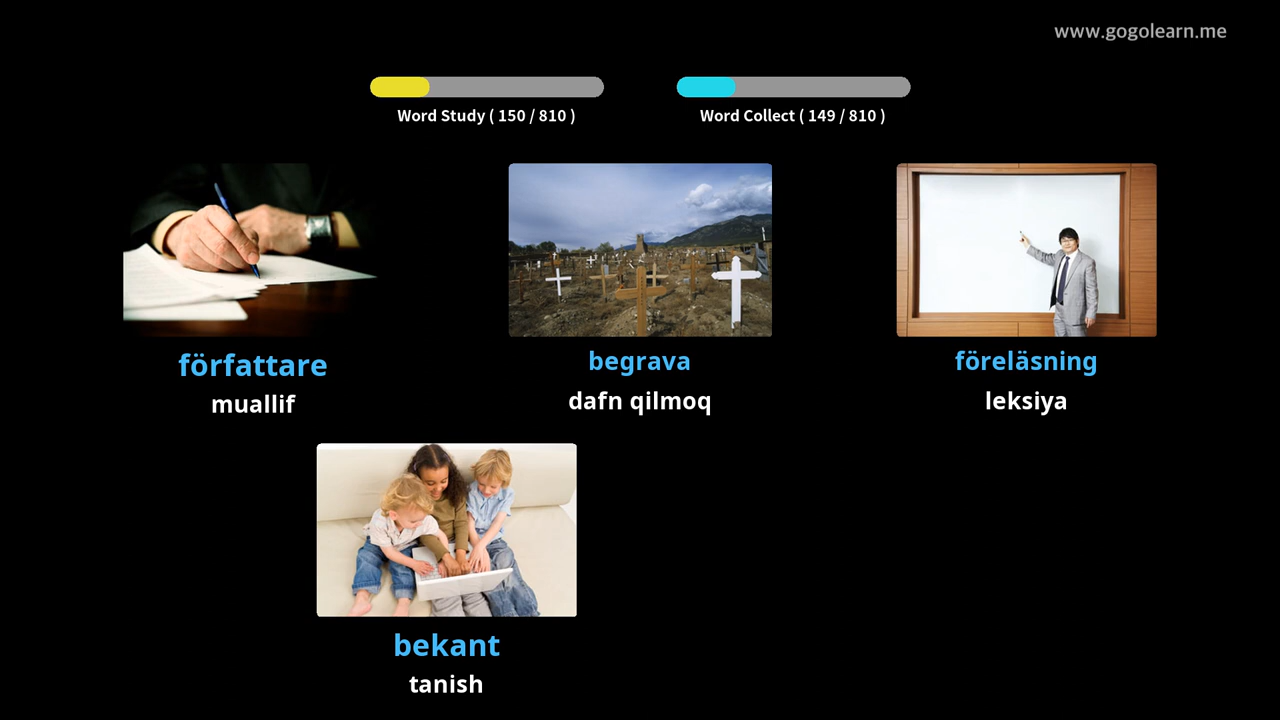 www.gogolearn.me
Word Study ( 150 / 810 )
Word Collect ( 149 / 810 )
författare
muallif
begrava
dafn qilmoq
föreläsning
leksiya
bekant
tanish